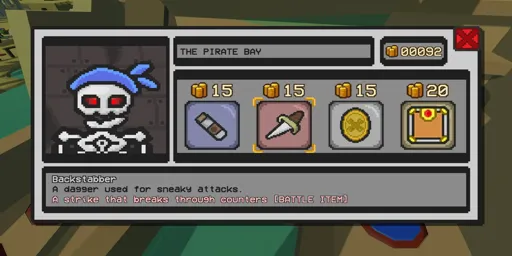 THE PIRATE BAY
00092
15
15
15
20
Backstabber
A dagger used for sneaky attacks.
A strike that breaks through counters [BATTLE ITEM]